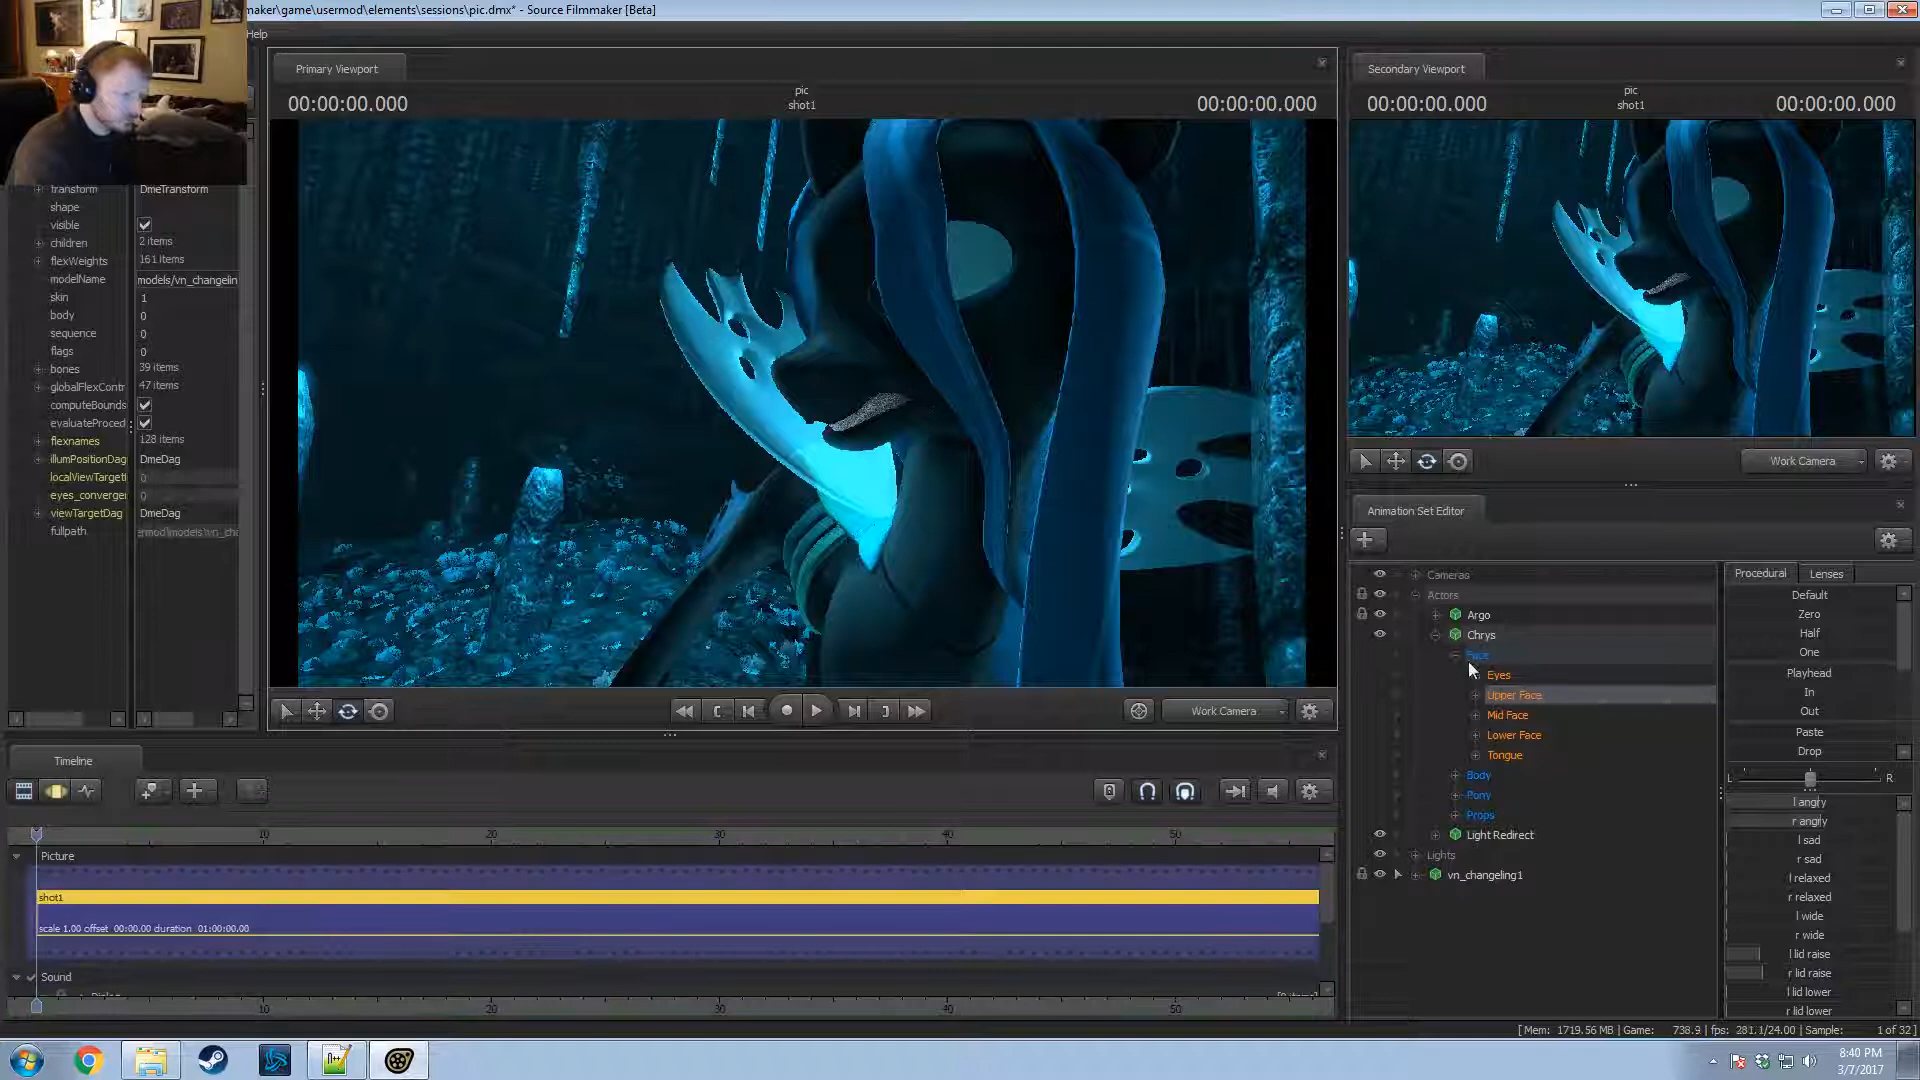 maker\game\usermod\elements\sessions\pic.dmx* - Source Filmmaker [Beta]
Help
Primary Viewport
pic
00:00:00.000
shot1
00:00:00.000
Secondary Viewport
pic
00:00:00.000
shot1
00:00:00.000
transform DmeTransform
shape
visible
children 2 items
flexWeights 161 items
modelName models/vn_changelin
skin 1
body 0
sequence 0
flags 0
bones 39 items
globalFlexContr 47 items
computeBounds
evaluateProced
flexnames 128 items
illumPositionDag DmeDag
localViewTarget 0
eyes_converge 0
viewTargetDag DmeDag
fullpath ermod\models\vn_cha
Work Camera
Work Camera
Animation Set Editor
Cameras
Actors
Argo
Chrys
Face
Eyes
Upper Face
Mid Face
Lower Face
Tongue
Body
Pony
Props
Light Redirect
Lights
vn_changeling1
Procedural Lenses
Default
Zero
Half
One
Playhead
In
Out
Paste
Drop
L R
l angry
r angry
l sad
r sad
l relaxed
r relaxed
l wide
r wide
l lid raise
r lid raise
l lid lower
r lid lower
Timeline
10 20 30 40 50
Picture
shot1
scale 1.00 offset 00:00.00 duration 01:00:00.00
Sound
10 20 30 40 50
[ Mem: 1719.56 MB | Game: 738.9 | fps: 281.1/24.00 | Sample: 1 of 32 ]
8:40 PM
3/7/2017